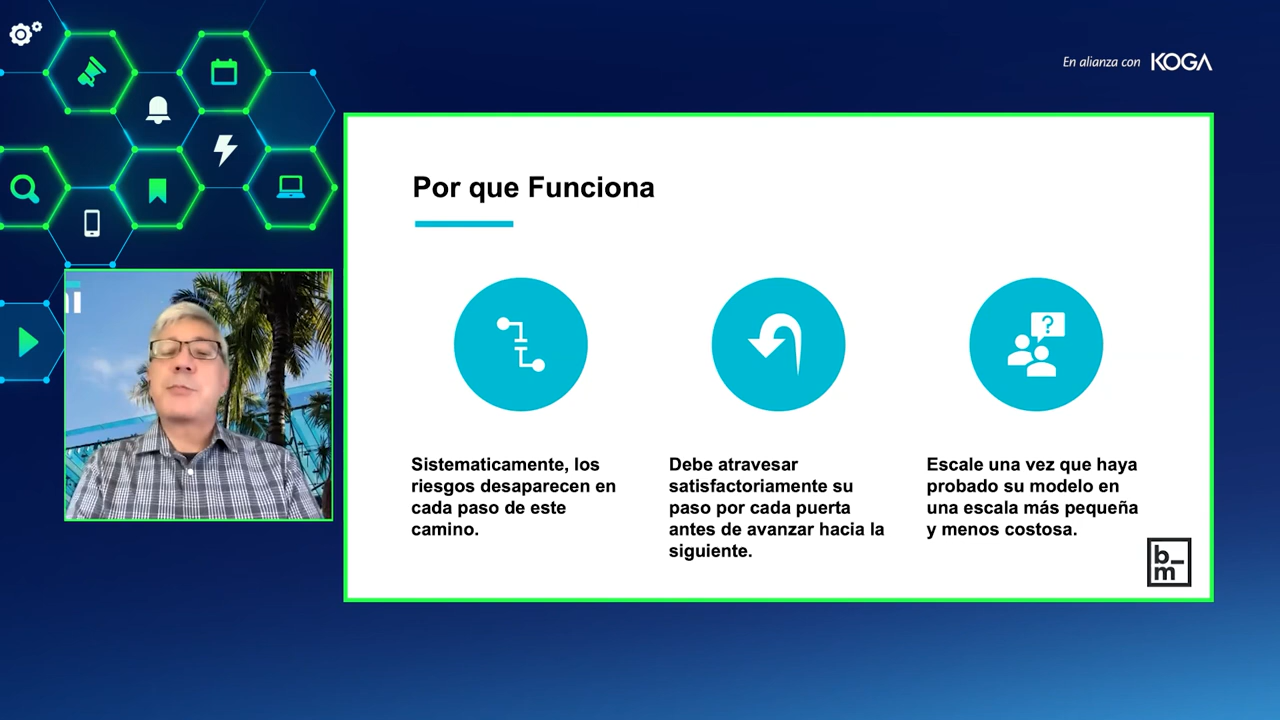 En alianza con KOGA
Por que Funciona
?
Sistematicamente, los
riesgos desaparecen en
cada paso de este
camino.
Debe atravesar
satisfactoriamente su
paso por cada puerta
antes de avanzar hacia la
siguiente.
Escale una vez que haya
probado su modelo en
una escala más pequeña
y menos costosa.
b_
m